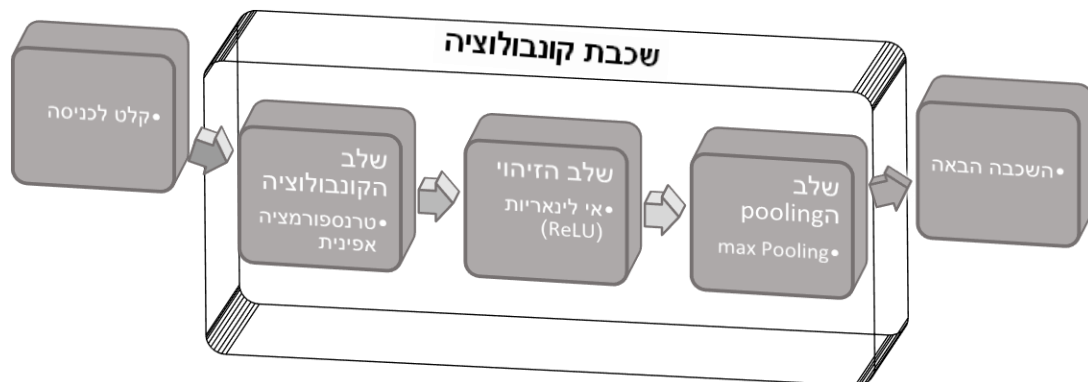 שכבת קונבולוציה
•קלט לכניסה
שלב
הקונבולוציה
•טרנספורמציה
אפינית
שלב הזיהוי
•אי לינאריות
(ReLU)
שלב
הpooling
•max Pooling
•השכבה הבאה